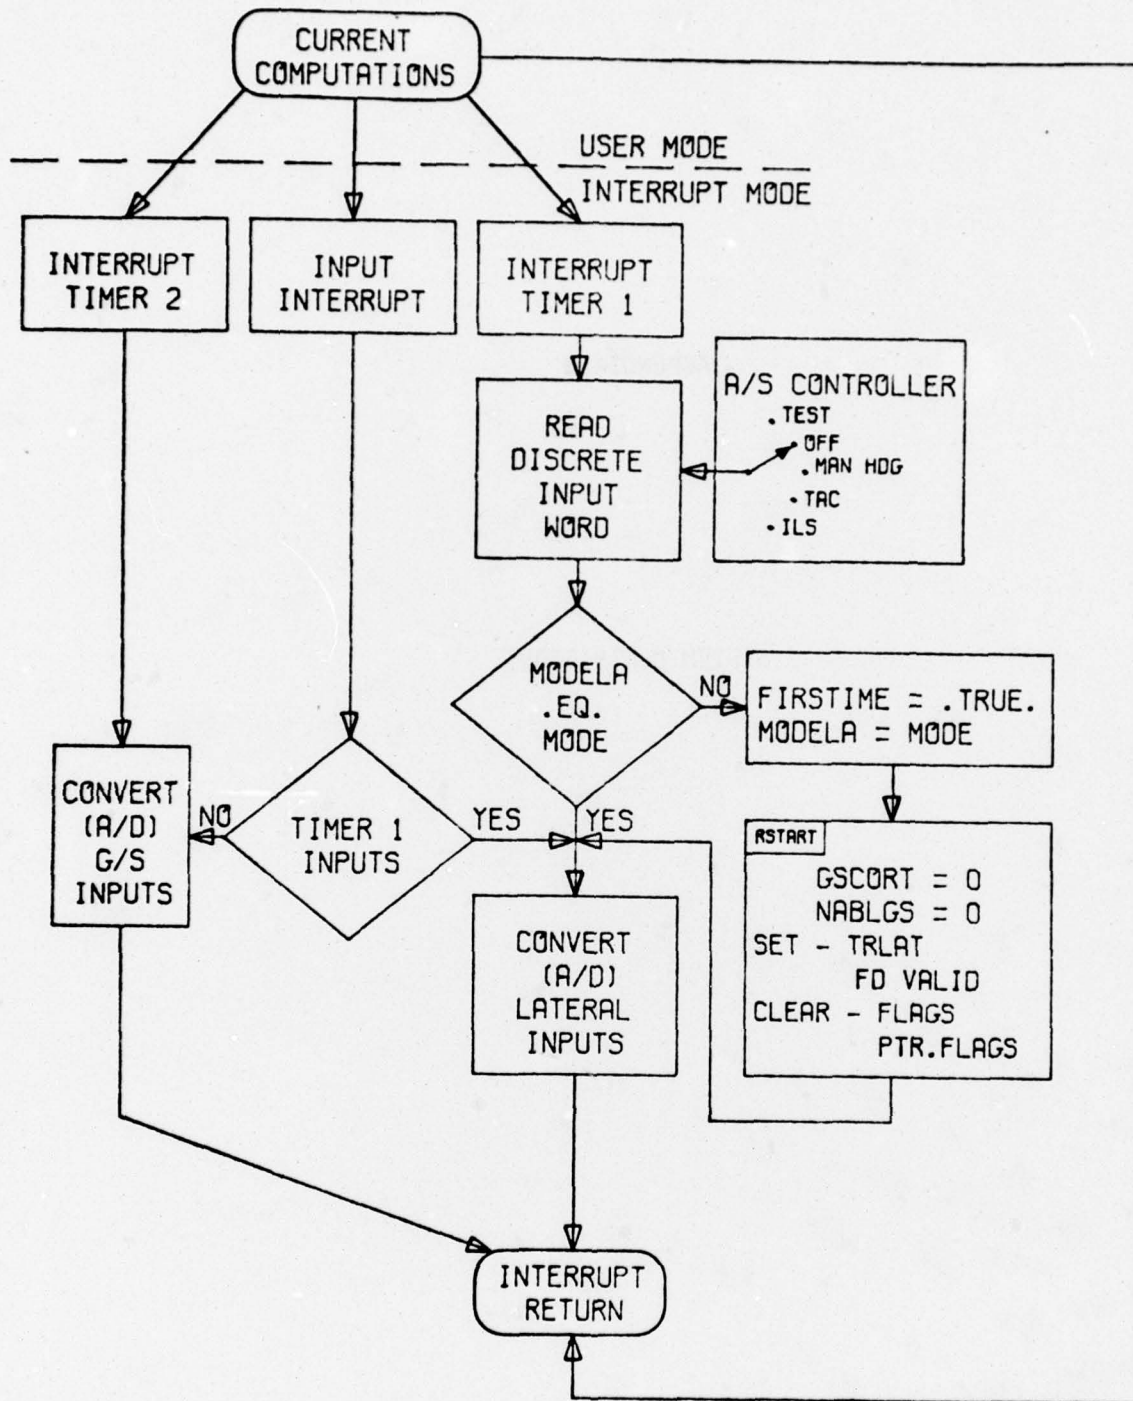 CURRENT
COMPUTATIONS
USER MODE
INTERRUPT MODE
INTERRUPT
TIMER 2
INPUT
INTERRUPT
INTERRUPT
TIMER 1
READ
DISCRETE
INPUT
WORD
A/S CONTROLLER
.TEST
. OFF
. MAN HDG
. TAC
. ILS
MODELA
.EQ.
MODE
NO
FIRSTIME = .TRUE.
MODELA = MODE
CONVERT
(A/D)
G/S
INPUTS
NO
TIMER 1
INPUTS
YES
YES
RSTART
GSCORT = 0
NABLGS = 0
SET - TRLAT
FD VALID
CLEAR - FLAGS
PTR.FLAGS
CONVERT
(A/D)
LATERAL
INPUTS
INTERRUPT
RETURN